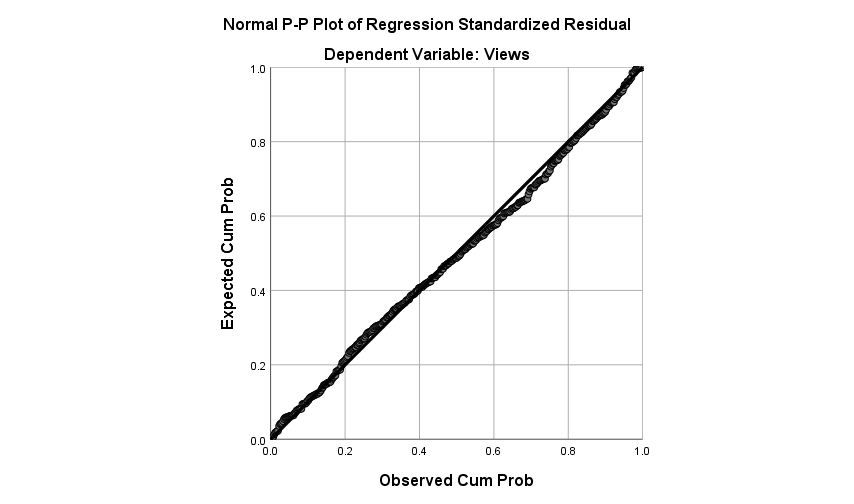 Normal P-P Plot of Regression Standardized Residual
Dependent Variable: Views
1.0
0.8
0.6
0.4
0.2
0.0
Expected Cum Prob
0.0 0.2 0.4 0.6 0.8 1.0
Observed Cum Prob